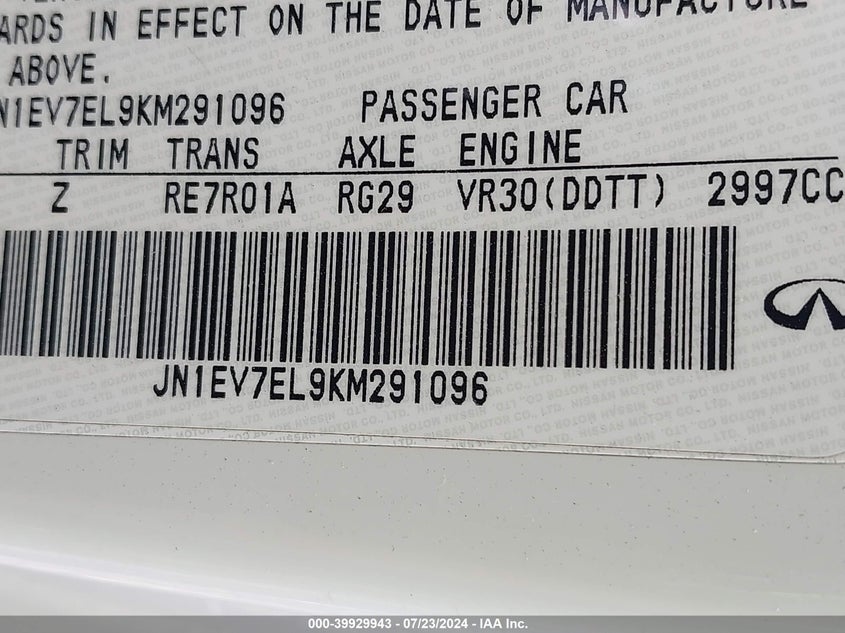 ARDS IN EFFECT ON THE DATE OF MANUFACTURE
ABOVE.
N1EV7EL9KM291096 PASSENGER CAR
TRIM TRANS AXLE ENGINE
Z RE7R01A RG29 VR30(DDTT) 2997CC
JN1EV7EL9KM291096
000-39929943 - 07/23/2024 - IAA Inc.